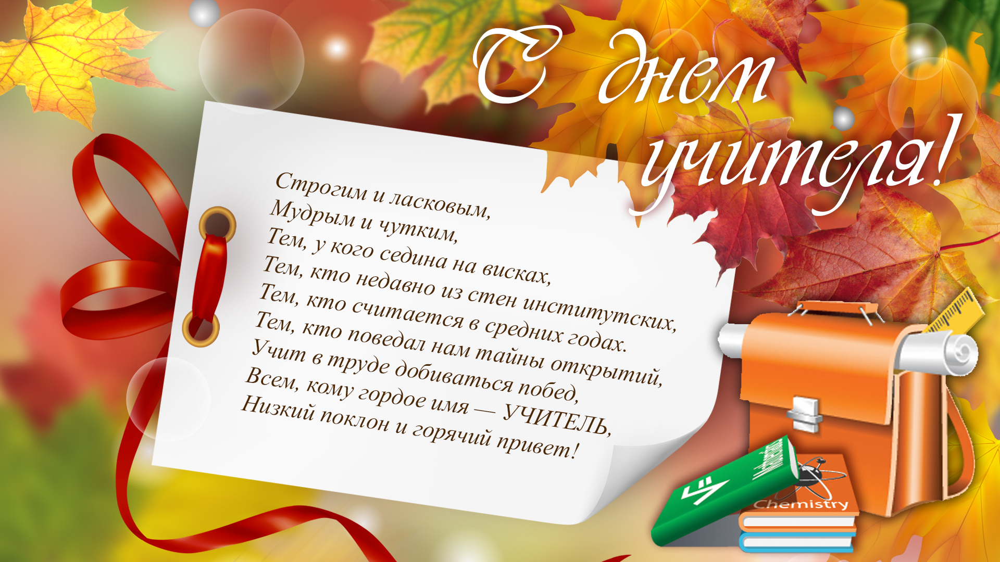 С днем
учителя!
Строгим и ласковым,
Мудрым и чутким,
Тем, у кого седина на висках,
Тем, кто недавно из стен институтских,
Тем, кто считается в средних годах.
Тем, кто поведал нам тайны открытий,
Учит в труде добиваться побед,
Всем, кому гордое имя — УЧИТЕЛЬ,
Низкий поклон и горячий привет!
Chemistry